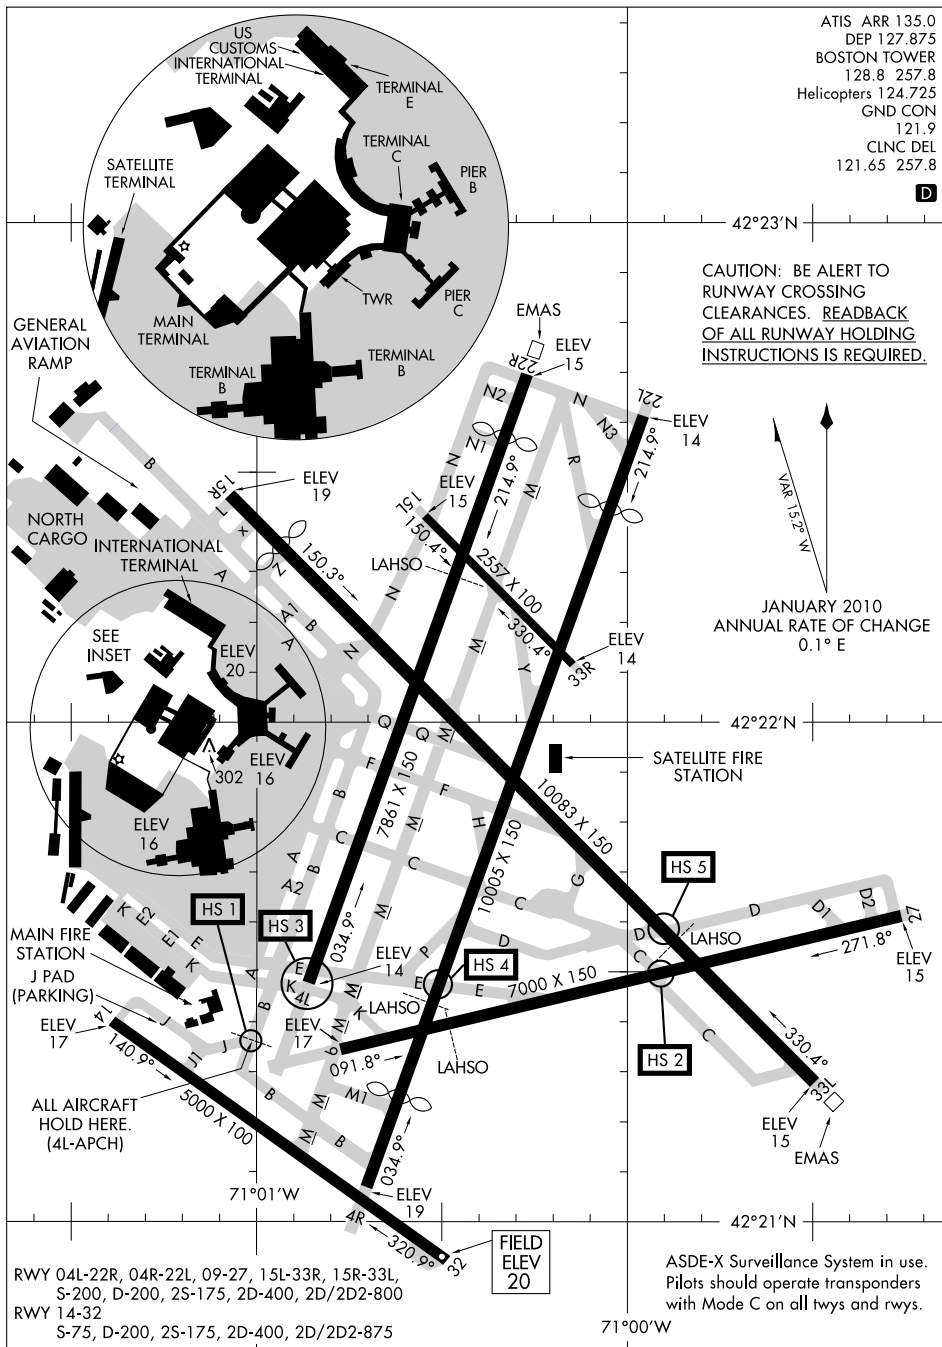 ATIS ARR 135.0
DEP 127.875
BOSTON TOWER
128.8 257.8
Helicopters 124.725
GND CON
121.9
CLNC DEL
121.65 257.8
D
US
CUSTOMS
INTERNATIONAL
TERMINAL
TERMINAL
E
TERMINAL
C
PIER
B
SATELLITE
TERMINAL
TWR
PIER
C
MAIN
TERMINAL
TERMINAL
B
TERMINAL
B
42°23'N
CAUTION: BE ALERT TO
RUNWAY CROSSING
CLEARANCES. READBACK
OF ALL RUNWAY HOLDING
INSTRUCTIONS IS REQUIRED.
GENERAL
AVIATION
RAMP
EMAS
ELEV
15
22R
22L
ELEV
14
N2
N
N3
N1
N
R
214.9°
214.9°
M
VAR 15.2° W
JANUARY 2010
ANNUAL RATE OF CHANGE
0.1° E
B
15R
ELEV
19
ELEV
15
15L
150.4°
L
x
NORTH
CARGO
INTERNATIONAL
TERMINAL
150.3°
LAHSO
2557 X 100
N
A
Z
A1
B
A
N
330.4°
33R
ELEV
14
M
Y
SEE
INSET
ELEV
20
302
ELEV
16
ELEV
16
42°22'N
Q
Q
M
F
F
SATELLITE FIRE
STATION
B
7861 X 150
10083 X 150
C
M
C
H
10005 X 150
A
B
A2
G
HS 5
C
D
D1
D2
27
HS 1
HS 3
M
K
E2
E1
E
K
034.9°
D
D
LAHSO
271.8°
ELEV
15
MAIN FIRE
STATION
J PAD
(PARKING)
P
HS 4
C
E
K
4L
ELEV
14
M
E
E
7000 X 150
A
B
LAHSO
K
M
ELEV
17
14
J
J1
J
ELEV
17
9
091.8°
LAHSO
HS 2
C
330.4°
33L
140.9°
5000 X 100
M1
M
B
M
B
ALL AIRCRAFT
HOLD HERE.
(4L-APCH)
034.9°
ELEV
15
EMAS
71°01'W
ELEV
19
4R
320.9°
32
42°21'N
FIELD
ELEV
20
RWY 04L-22R, 04R-22L, 09-27, 15L-33R, 15R-33L,
S-200, D-200, 2S-175, 2D-400, 2D/2D2-800
RWY 14-32
S-75, D-200, 2S-175, 2D-400, 2D/2D2-875
ASDE-X Surveillance System in use.
Pilots should operate transponders
with Mode C on all twys and rwys.
71°00'W